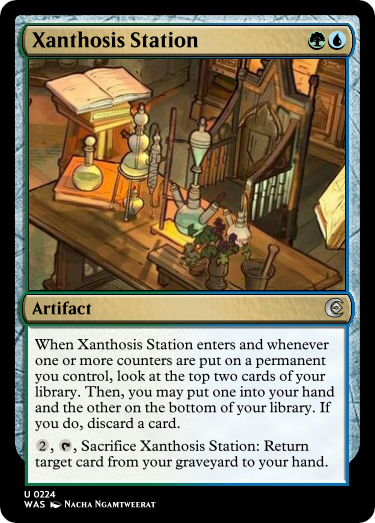 Xanthosis Station
Artifact
When Xanthosis Station enters and whenever
one or more counters are put on a permanent
you control, look at the top two cards of your
library. Then, you may put one into your hand
and the other on the bottom of your library. If
you do, discard a card.
2, T, Sacrifice Xanthosis Station: Return
target card from your graveyard to your hand.
U 0224
WAS Nacha Ngamtweerat